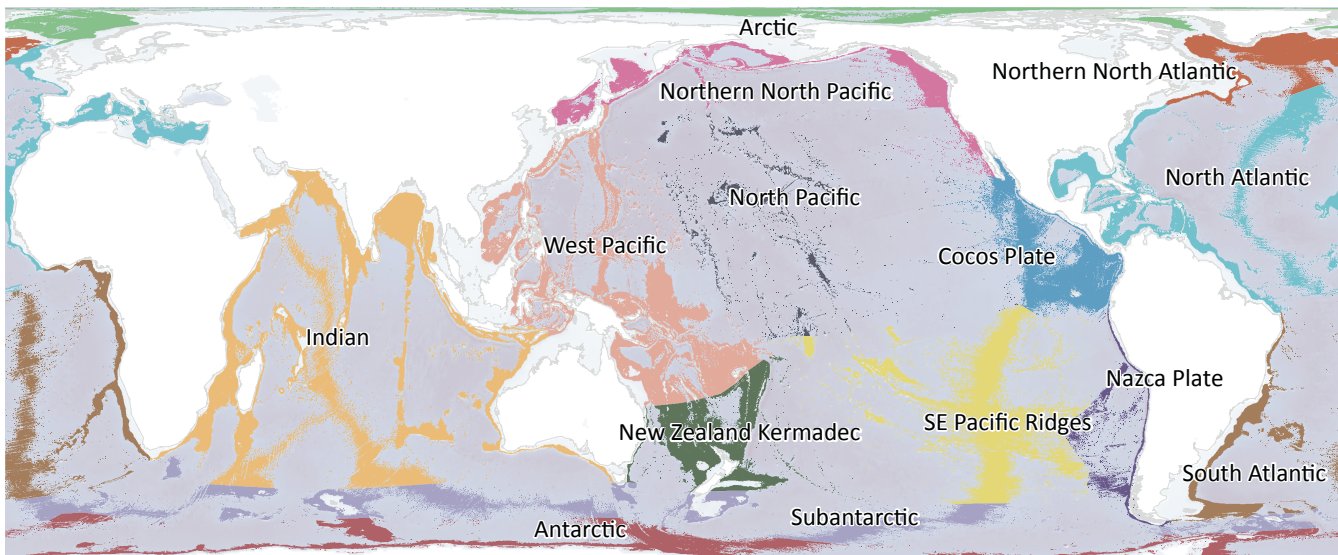 Arctic
Northern North Atlantic
Northern North Pacific
North Atlantic
North Pacific
West Pacific
Cocos Plate
Indian
Nazca Plate
SE Pacific Ridges
New Zealand Kermadec
South Atlantic
Subantarctic
Antarctic